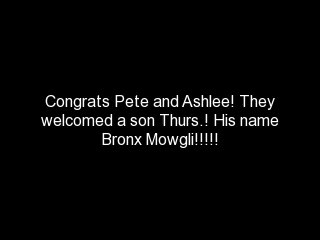 Congrats Pete and Ashlee! They
welcomed a son Thurs.! His name
Bronx Mowgli!!!!!